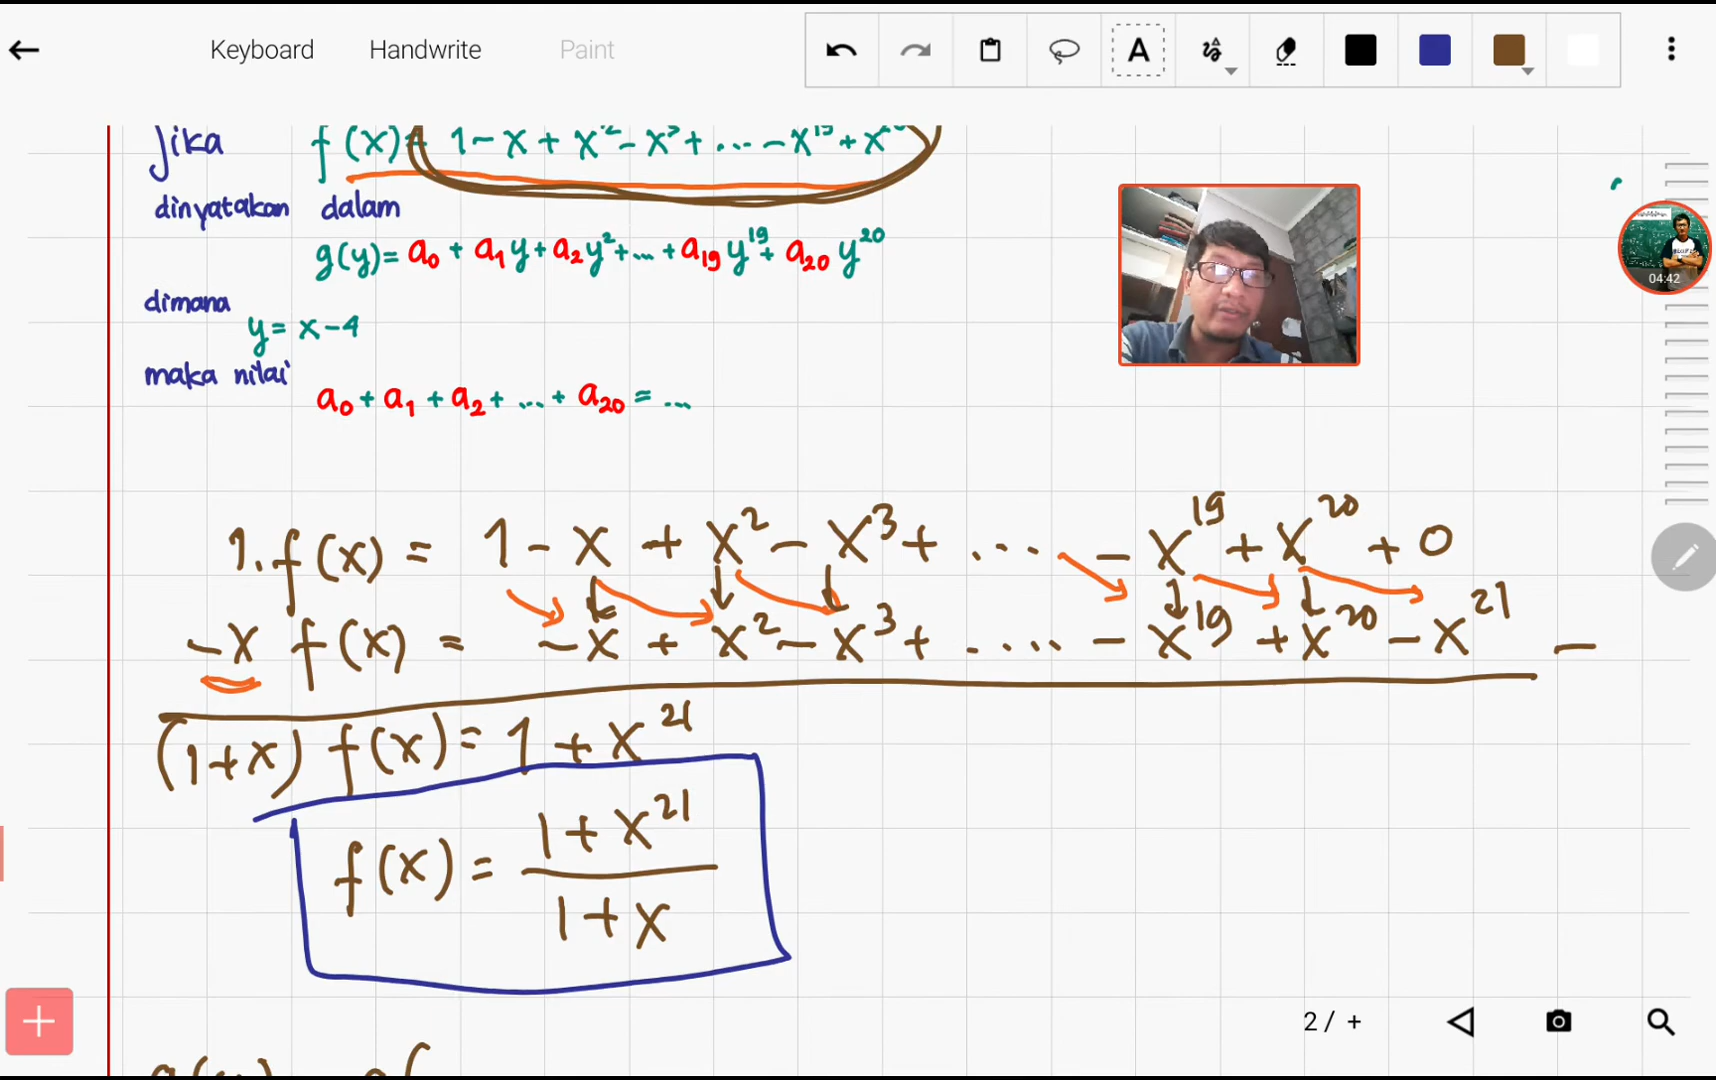 Keyboard Handwrite Paint A
Jika f(x) = 1 - x + x² - x³ + ... - x¹⁹ + x²⁰
dinyatakan dalam
g(y) = a₀ + a₁y + a₂y² + ... + a₁₉y¹⁹ + a₂₀y²⁰
dimana
y = x - 4
maka nilai
a₀ + a₁ + a₂ + ... + a₂₀ = ...
04:42
1. f(x) = 1 - x + x² - x³ + .... - x¹⁹ + x²⁰ + 0
-x f(x) = -x + x² - x³ + ..... - x¹⁹ + x²⁰ - x²¹ -
(1+x) f(x) = 1 + x²¹
f(x) = (1 + x²¹) / (1 + x)
2 / +